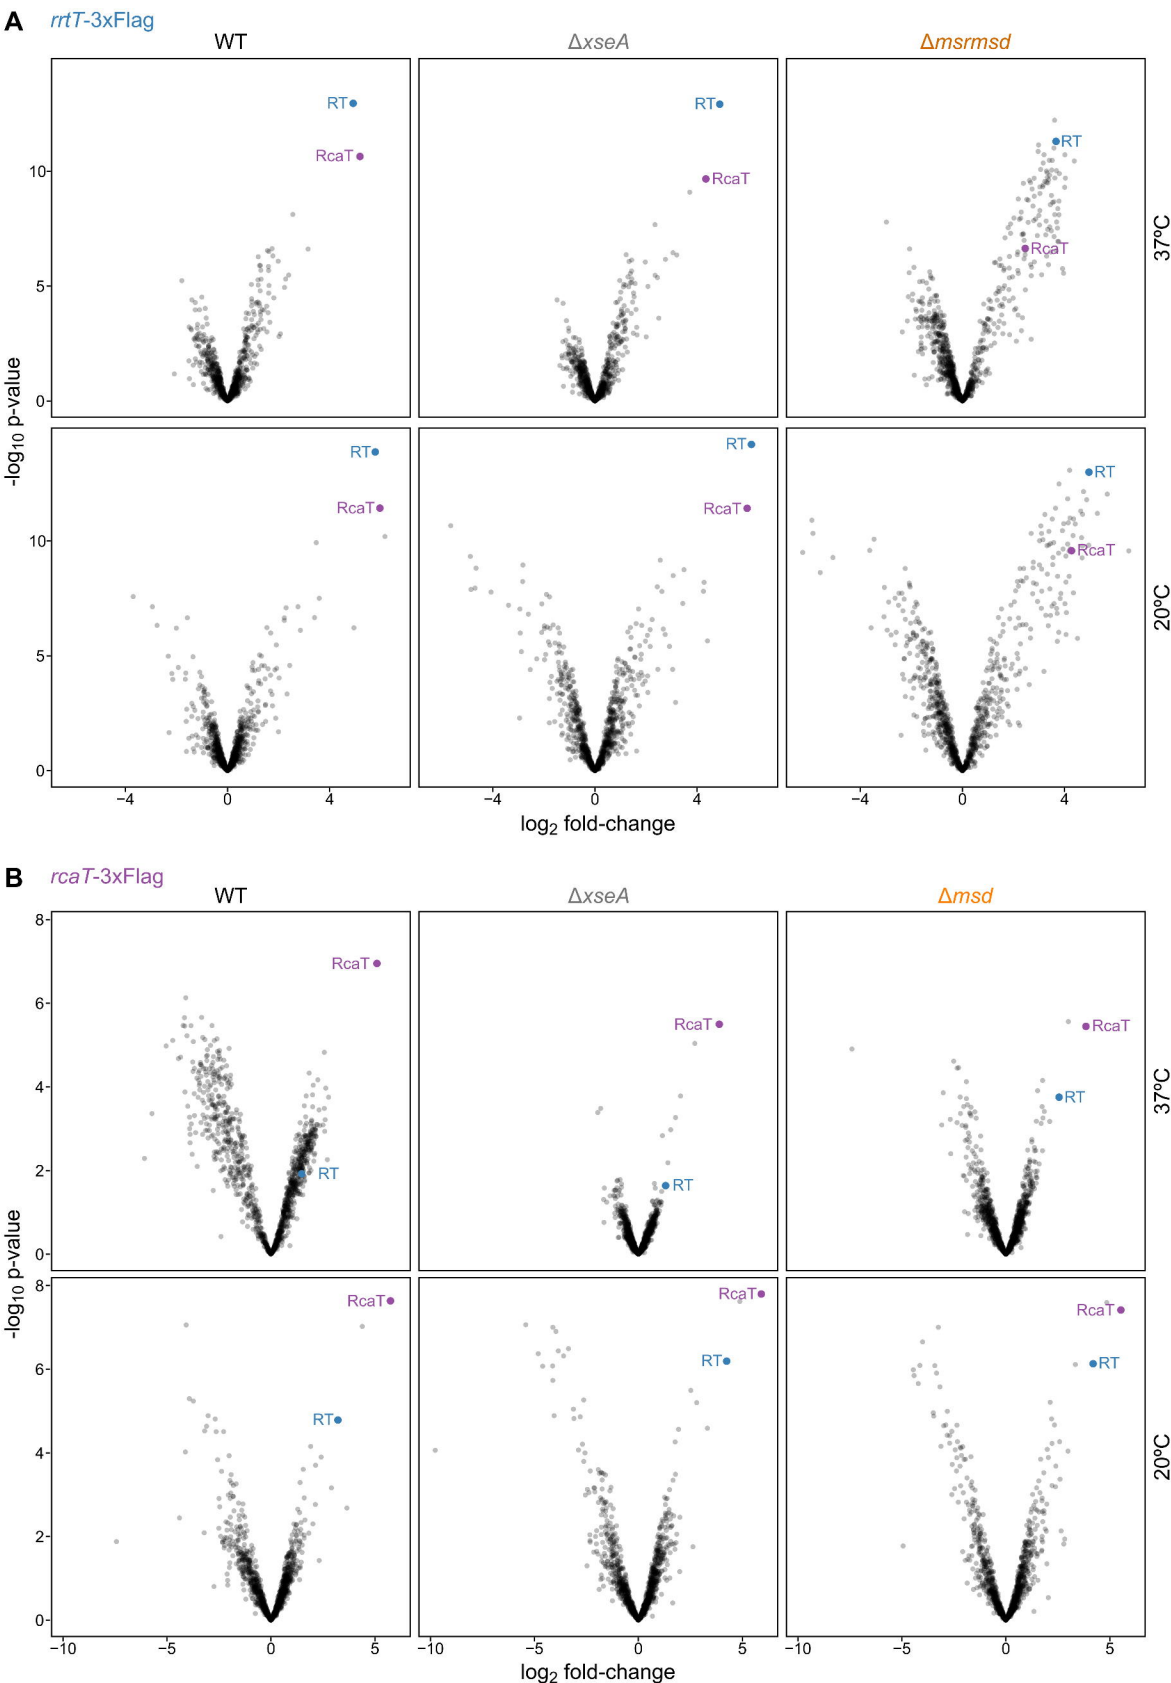 A rrtT-3xFlag
WT ΔxseA Δmsrmsd
-log10 p-value
10
5
0
RT
RcaT
RT
RcaT
RT
RcaT
37ºC
10
5
0
RT
RcaT
RT
RcaT
RT
RcaT
20ºC
−4 0 4 −4 0 4 −4 0 4
log2 fold-change
B rcaT-3xFlag
WT ΔxseA Δmsd
-log10 p-value
8
6
4
2
0
RcaT
RT
RcaT
RT
RcaT
RT
37ºC
8
6
4
2
0
RcaT
RT
RcaT
RT
RcaT
RT
20ºC
−10 −5 0 5 −10 −5 0 5 −10 −5 0 5
log2 fold-change